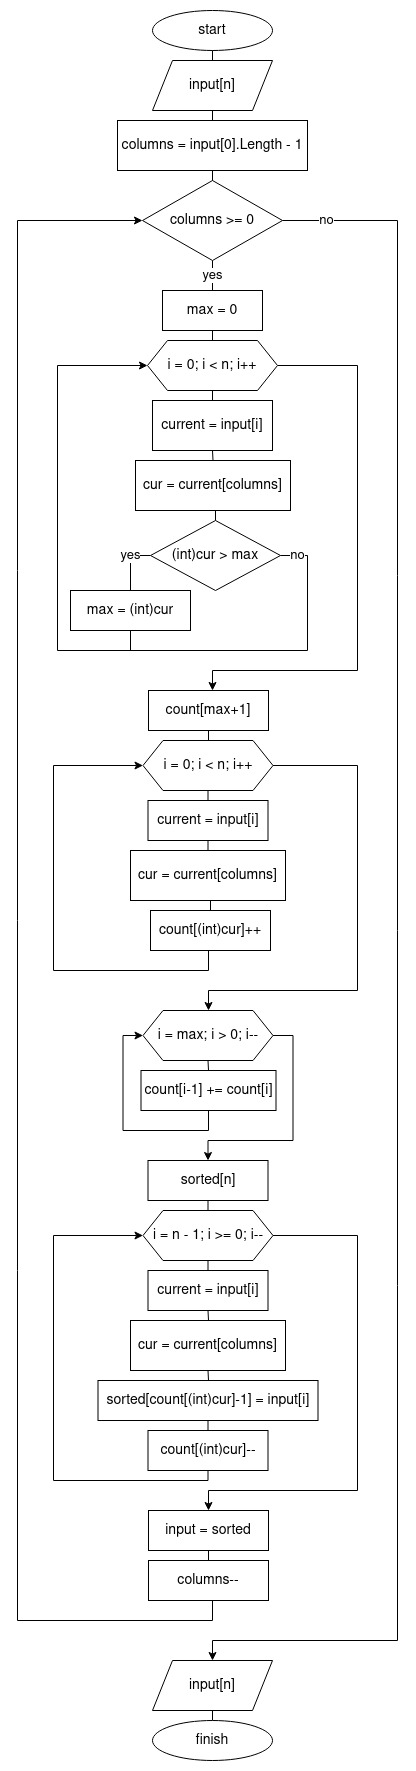 start
input[n]
columns = input[0].Length - 1
columns >= 0
no
yes
max = 0
i = 0; i < n; i++
current = input[i]
cur = current[columns]
(int)cur > max
yes
no
max = (int)cur
count[max+1]
i = 0; i < n; i++
current = input[i]
cur = current[columns]
count[(int)cur]++
i = max; i > 0; i--
count[i-1] += count[i]
sorted[n]
i = n - 1; i >= 0; i--
current = input[i]
cur = current[columns]
sorted[count[(int)cur]-1] = input[i]
count[(int)cur]--
input = sorted
columns--
input[n]
finish